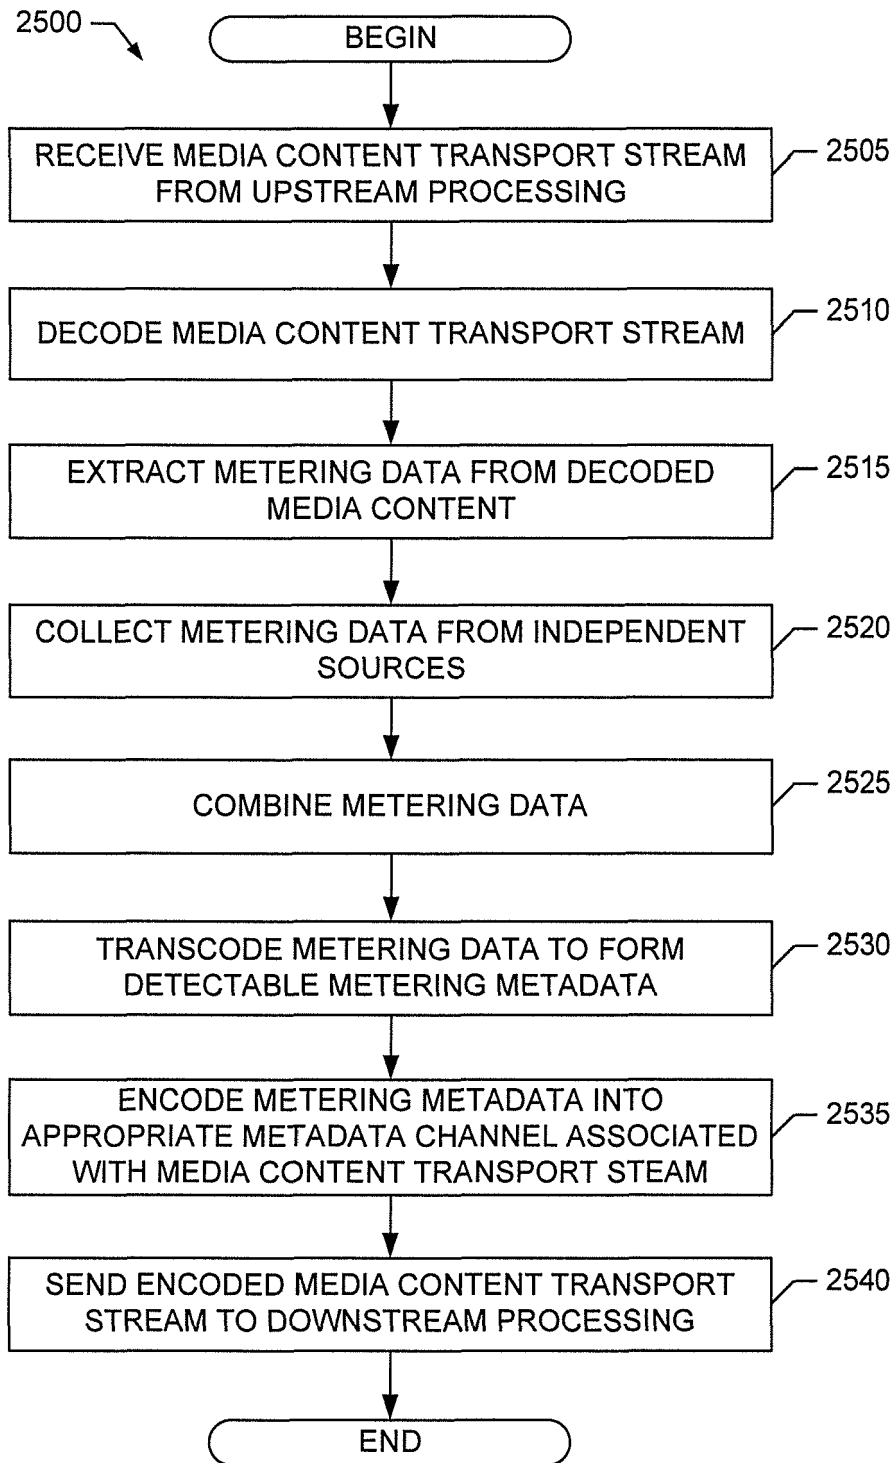 2500
BEGIN
RECEIVE MEDIA CONTENT TRANSPORT STREAM
FROM UPSTREAM PROCESSING
2505
DECODE MEDIA CONTENT TRANSPORT STREAM
2510
EXTRACT METERING DATA FROM DECODED
MEDIA CONTENT
2515
COLLECT METERING DATA FROM INDEPENDENT
SOURCES
2520
COMBINE METERING DATA
2525
TRANSCODE METERING DATA TO FORM
DETECTABLE METERING METADATA
2530
ENCODE METERING METADATA INTO
APPROPRIATE METADATA CHANNEL ASSOCIATED
WITH MEDIA CONTENT TRANSPORT STEAM
2535
SEND ENCODED MEDIA CONTENT TRANSPORT
STREAM TO DOWNSTREAM PROCESSING
2540
END